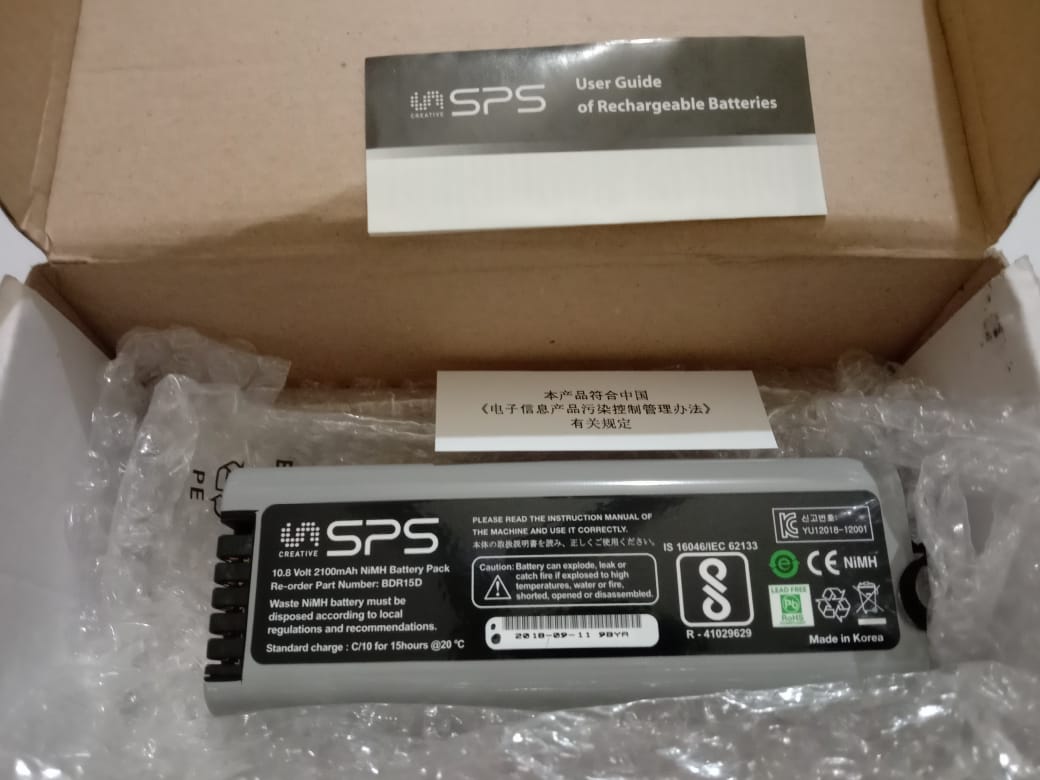 CREATIVE SPS
User Guide
of Rechargeable Batteries
本产品符合中国
《电子信息产品污染控制管理办法》
有关规定
PE
CREATIVE SPS
10.8 Volt 2100mAh NiMH Battery Pack
Re-order Part Number: BDR15D
Waste NiMH battery must be
disposed according to local
regulations and recommendations.
Standard charge : C/10 for 15hours @20 °C
PLEASE READ THE INSTRUCTION MANUAL OF
THE MACHINE AND USE IT CORRECTLY.
本体の取扱説明書を読み、正しくご使用ください。
Caution: Battery can explode, leak or
catch fire if explosed to high
temperatures, water or fire,
shorted, opened or disassembled.
2018-09-11 98YA
IS 16046/IEC 62133
R - 41029629
신고번호:
YU12018-12001
e CE NiMH
LEAD FREE
Pb
RoHS
Made in Korea